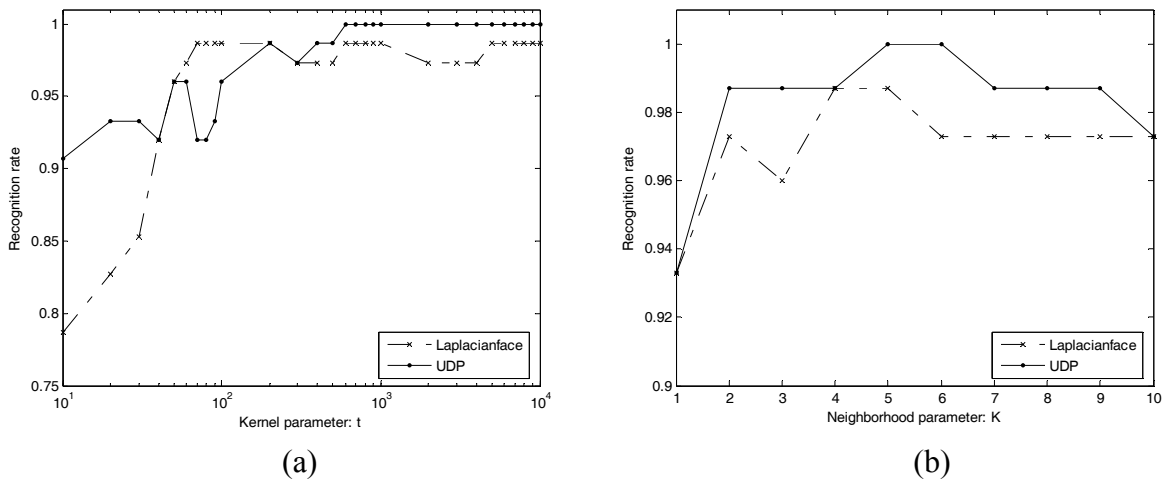 1
0.95
0.9
0.85
0.8
0.75
Recognition rate
10^1
10^2
10^3
10^4
Kernel parameter: t
Laplacianface
UDP
(a)
1
0.98
0.96
0.94
0.92
0.9
Recognition rate
1 2 3 4 5 6 7 8 9 10
Neighborhood parameter: K
Laplacianface
UDP
(b)